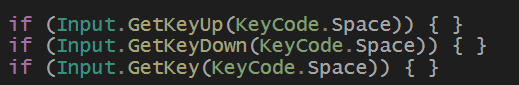 if (Input.GetKeyUp(KeyCode.Space)) { }
if (Input.GetKeyDown(KeyCode.Space)) { }
if (Input.GetKey(KeyCode.Space)) { }